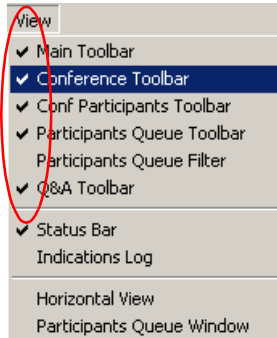 View
Main Toolbar
Conference Toolbar
Conf Participants Toolbar
Participants Queue Toolbar
Participants Queue Filter
Q&A Toolbar
Status Bar
Indications Log
Horizontal View
Participants Queue Window